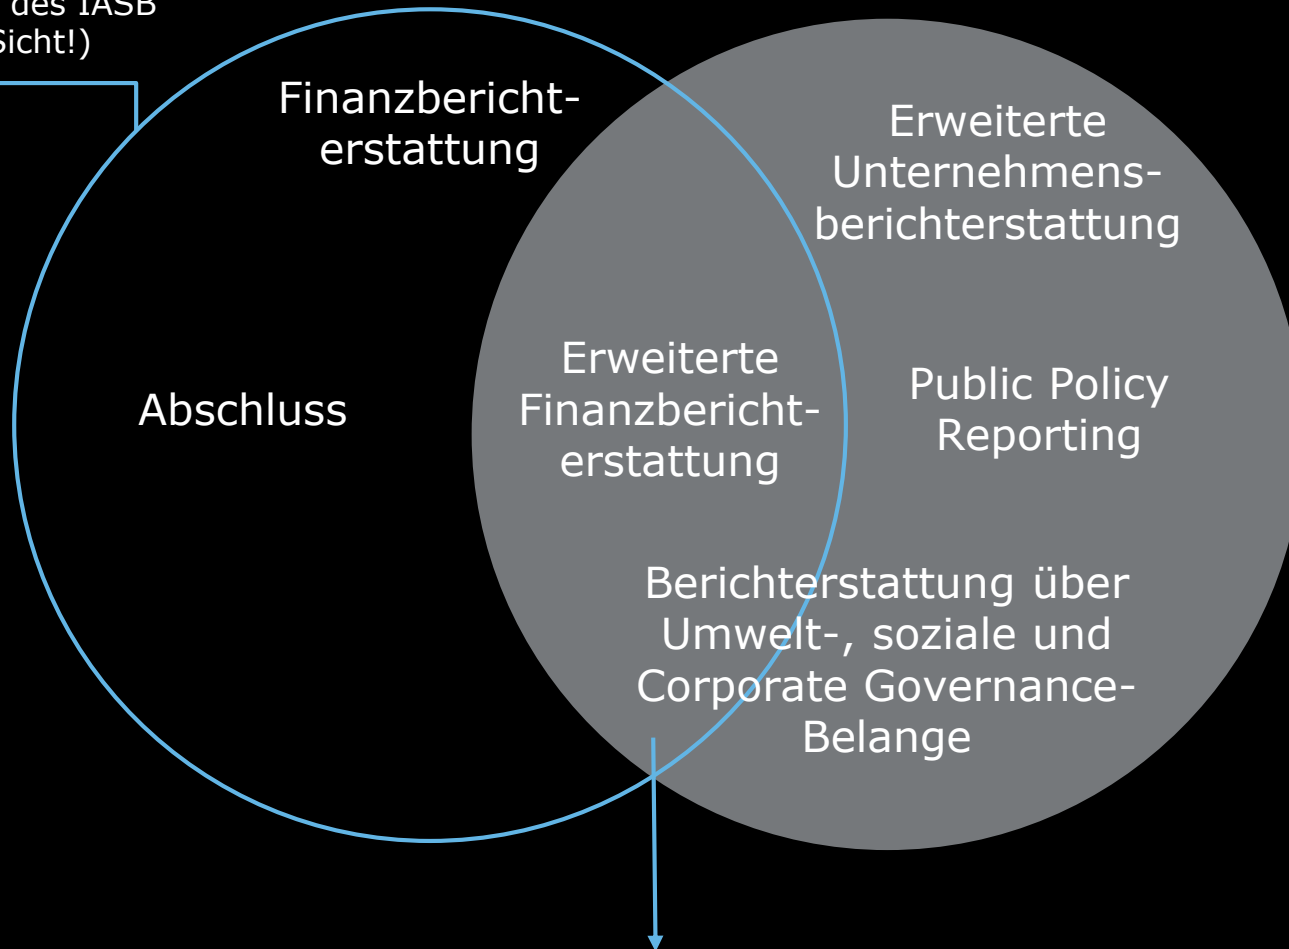 des IASB
Sicht!)
Finanzbericht-
erstattung
Erweiterte
Unternehmens-
berichterstattung
Abschluss
Erweiterte
Finanzbericht-
erstattung
Public Policy
Reporting
Berichterstattung über
Umwelt-, soziale und
Corporate Governance-
Belange